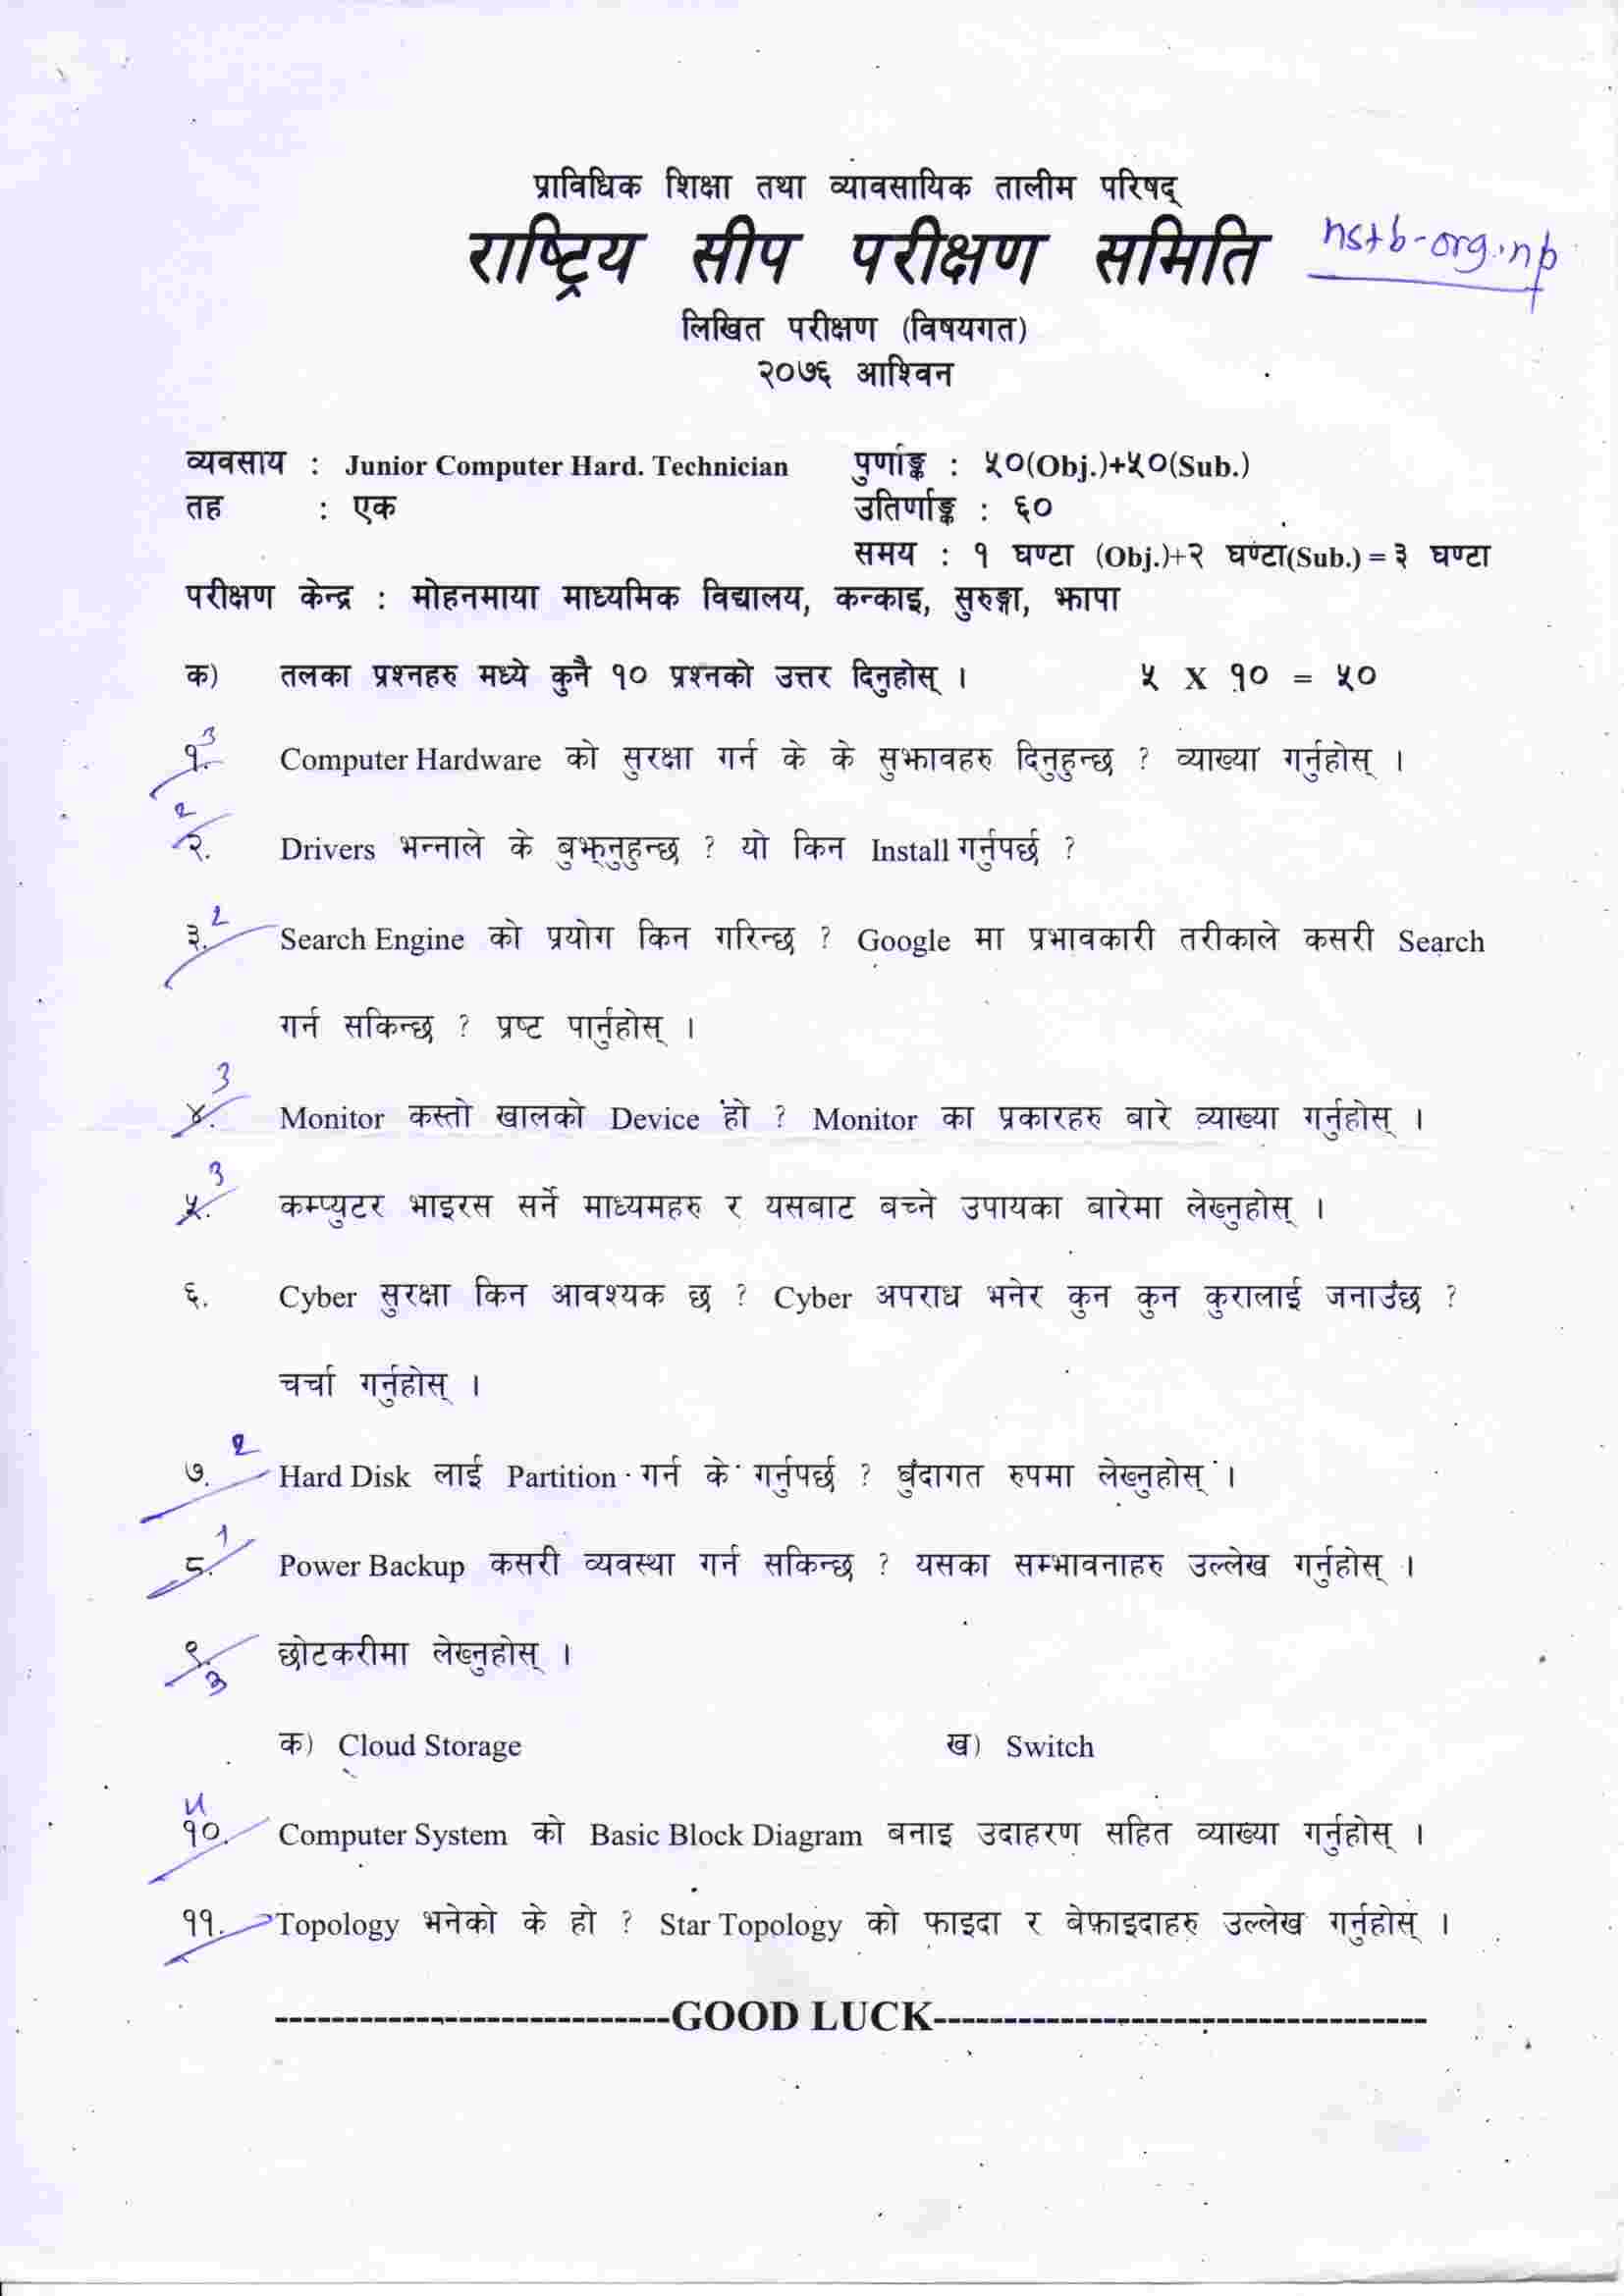 प्राविधिक शिक्षा तथा व्यावसायिक तालीम परिषद्
राष्ट्रिय सीप परीक्षण समिति nstb-org.np
लिखित परीक्षण (विषयगत)
२०७६ आश्विन
व्यवसाय : Junior Computer Hard. Technician पुर्णाङ्क : ५०(Obj.)+५०(Sub.)
तह : एक उतिर्णाङ्क : ६०
समय : १ घण्टा (Obj.)+२ घण्टा(Sub.) = ३ घण्टा
परीक्षण केन्द्र : मोहनमाया माध्यमिक विद्यालय, कन्काइ, सुरुङ्गा, झापा
क) तलका प्रश्नहरु मध्ये कुनै १० प्रश्नको उत्तर दिनुहोस् । ५ X १० = ५०
3
१. Computer Hardware को सुरक्षा गर्न के के सुझावहरु दिनुहुन्छ ? व्याख्या गर्नुहोस् ।
2
२. Drivers भन्नाले के बुझ्नुहुन्छ ? यो किन Install गर्नुपर्छ ?
2
३. Search Engine को प्रयोग किन गरिन्छ ? Google मा प्रभावकारी तरीकाले कसरी Search
गर्न सकिन्छ ? प्रष्ट पार्नुहोस् ।
3
४. Monitor कस्तो खालको Device हो ? Monitor का प्रकारहरु बारे व्याख्या गर्नुहोस् ।
3
५. कम्प्युटर भाइरस सर्ने माध्यमहरु र यसबाट बच्ने उपायका बारेमा लेख्नुहोस् ।
६. Cyber सुरक्षा किन आवश्यक छ ? Cyber अपराध भनेर कुन कुन कुरालाई जनाउंछ ?
चर्चा गर्नुहोस् ।
2
७. Hard Disk लाई Partition गर्न के गर्नुपर्छ ? बुंदागत रुपमा लेख्नुहोस् ।
1
८. Power Backup कसरी व्यवस्था गर्न सकिन्छ ? यसका सम्भावनाहरु उल्लेख गर्नुहोस् ।
९. छोटकरीमा लेख्नुहोस् ।
3
क) Cloud Storage ख) Switch
५
१०. Computer System को Basic Block Diagram बनाइ उदाहरण सहित व्याख्या गर्नुहोस् ।
११. Topology भनेको के हो ? Star Topology को फाइदा र बेफाइदाहरु उल्लेख गर्नुहोस् ।
----------------------------GOOD LUCK-----------------------------------